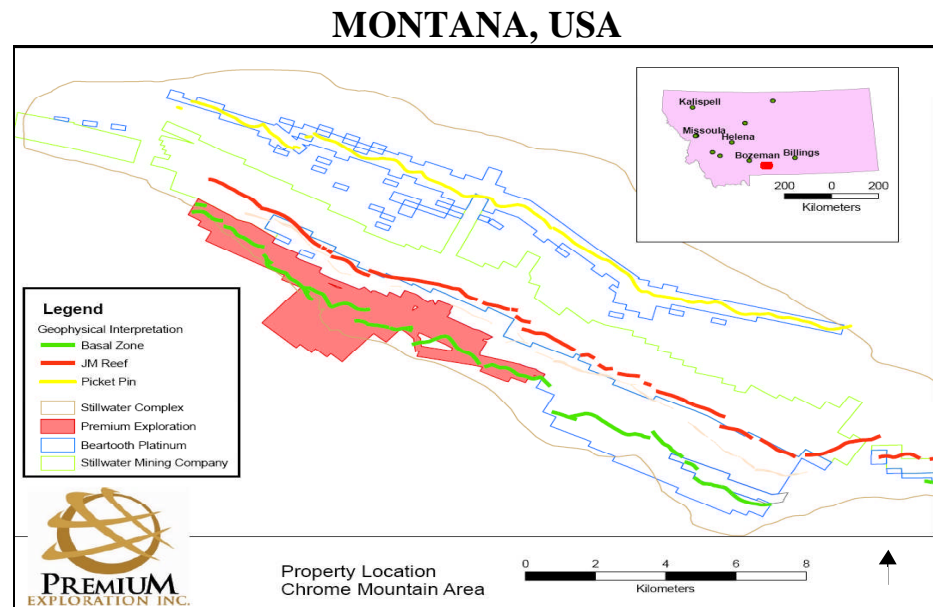 MONTANA, USA
Kalispell
Missoula
Helena
Bozeman
Billings
200 0 200
Kilometers
Legend
Geophysical Interpretation
Basal Zone
JM Reef
Picket Pin
Stillwater Complex
Premium Exploration
Beartooth Platinum
Stillwater Mining Company
PREMIUM
EXPLORATION INC.
Property Location
Chrome Mountain Area
0 2 4 6 8
Kilometers